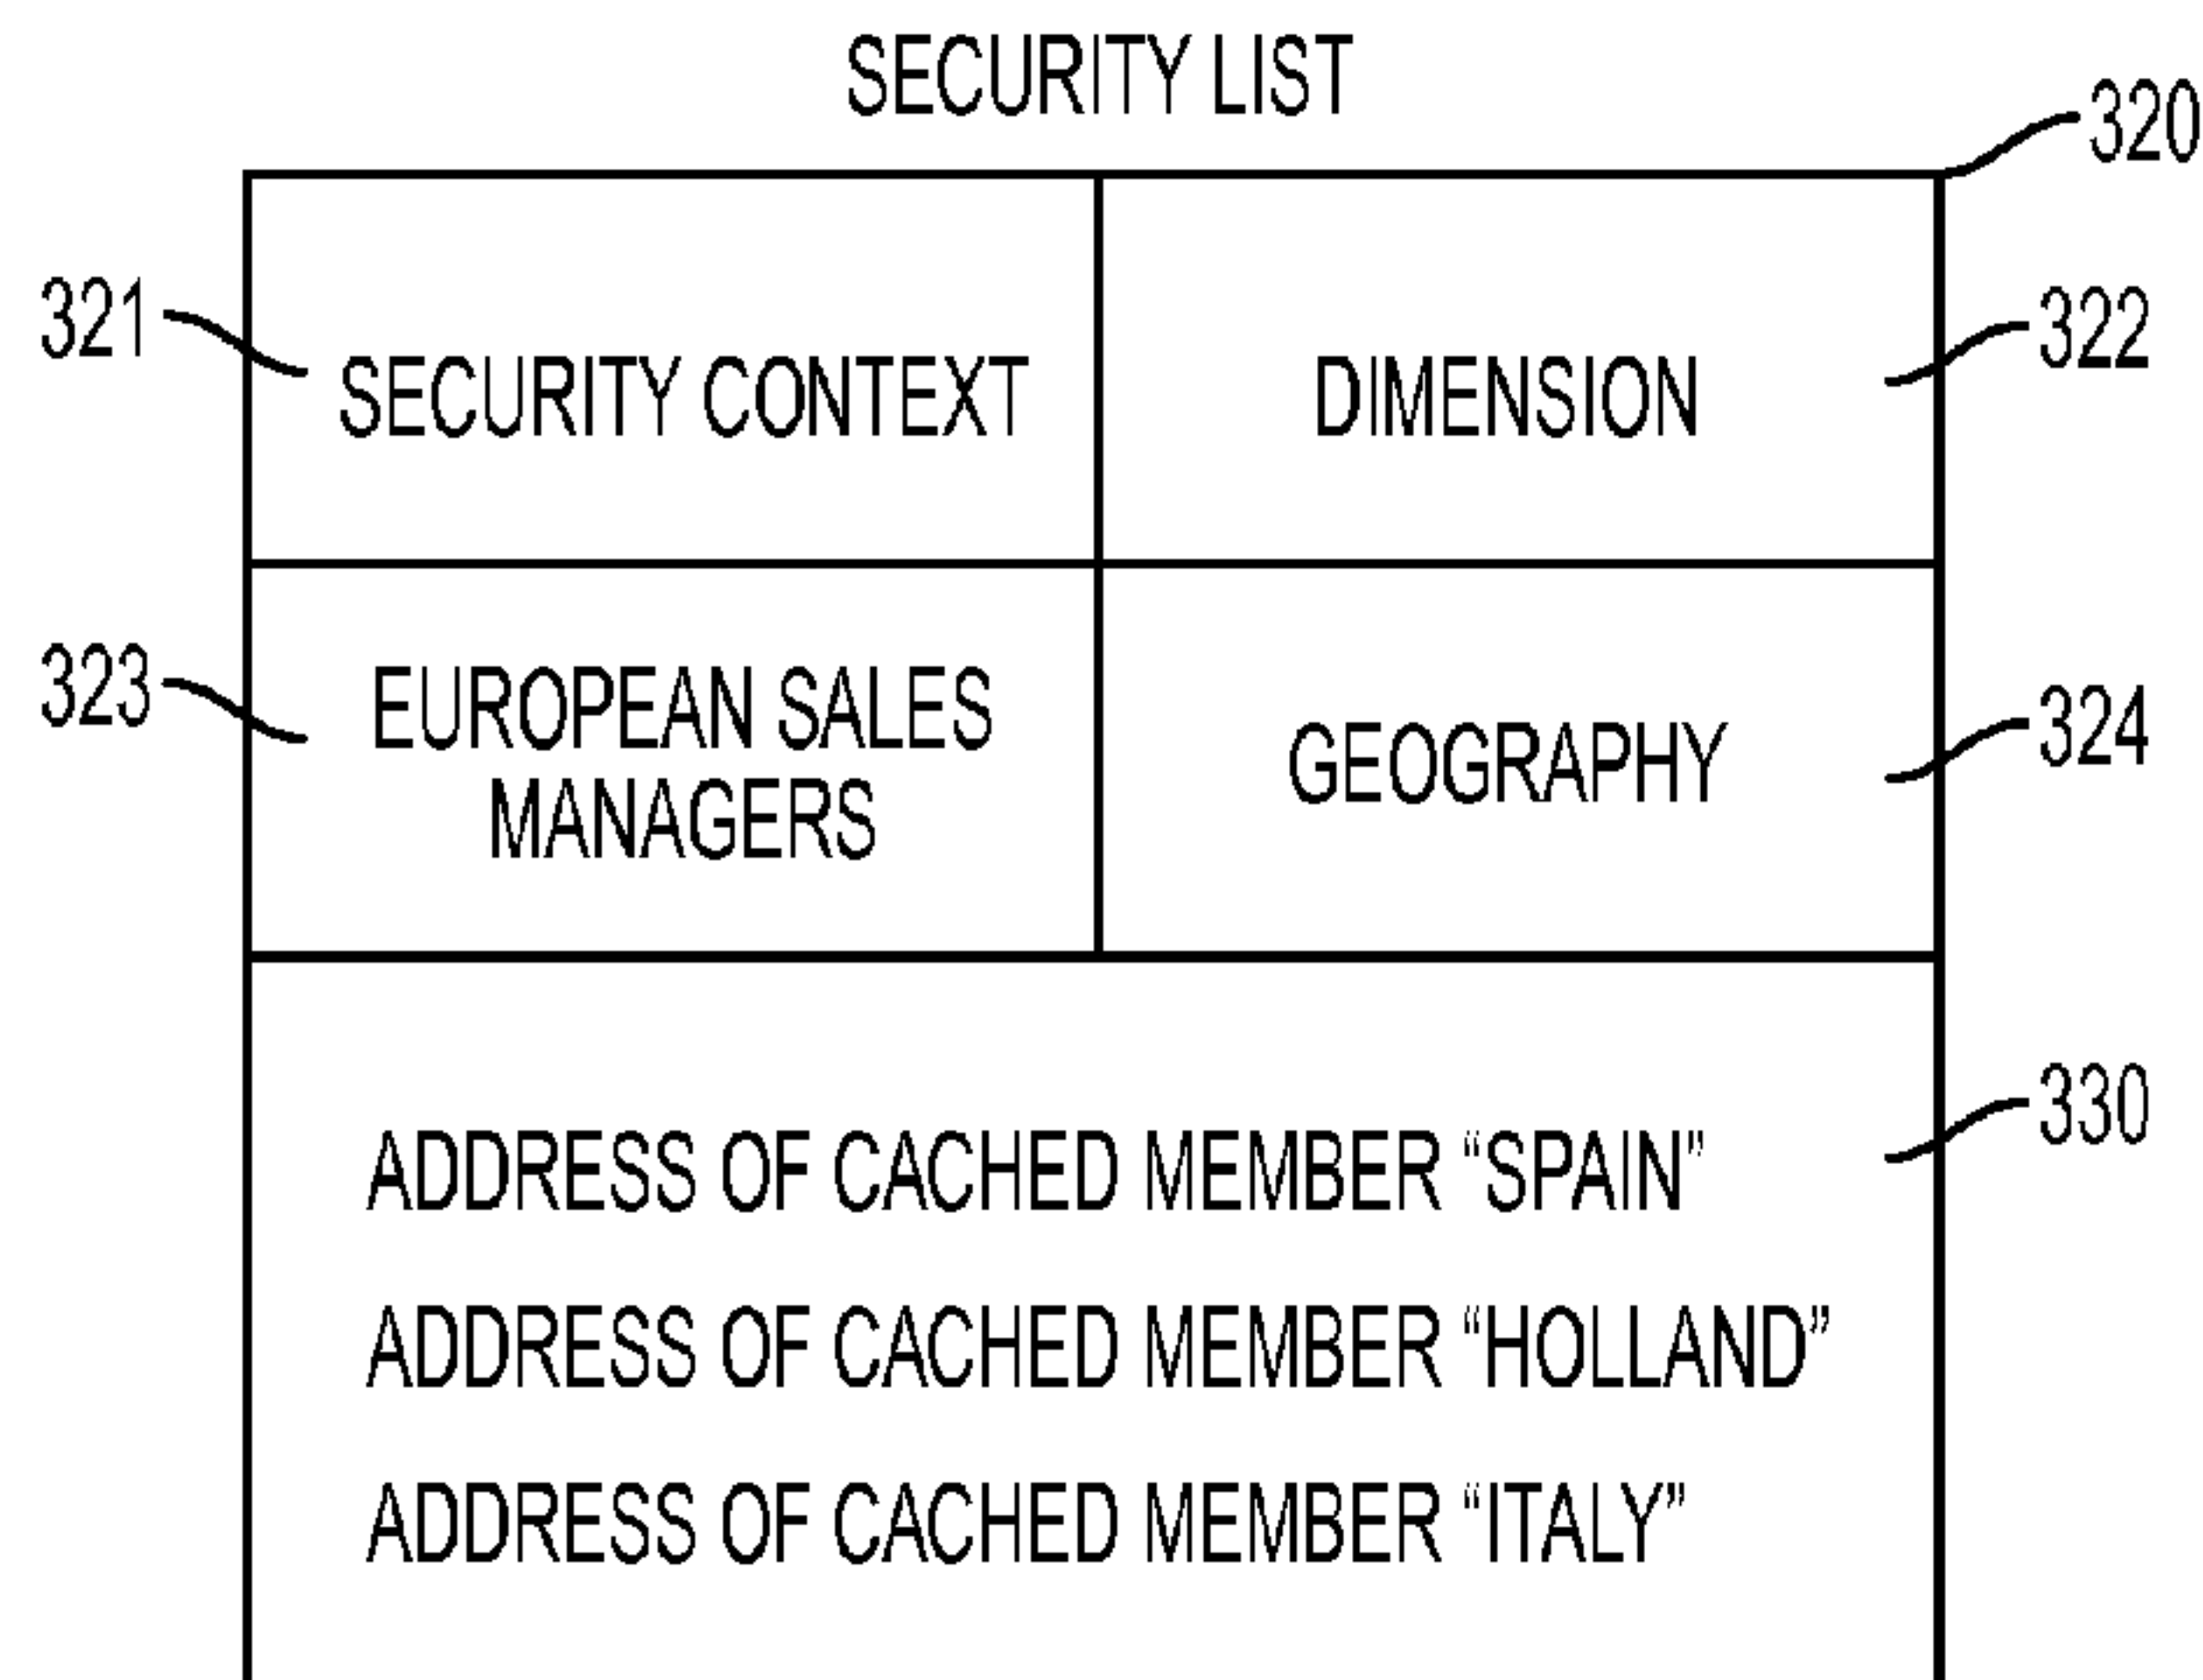 SECURITY LIST
320
321
SECURITY CONTEXT
DIMENSION
322
323
EUROPEAN SALES
MANAGERS
GEOGRAPHY
324
330
ADDRESS OF CACHED MEMBER “SPAIN”
ADDRESS OF CACHED MEMBER “HOLLAND”
ADDRESS OF CACHED MEMBER “ITALY”